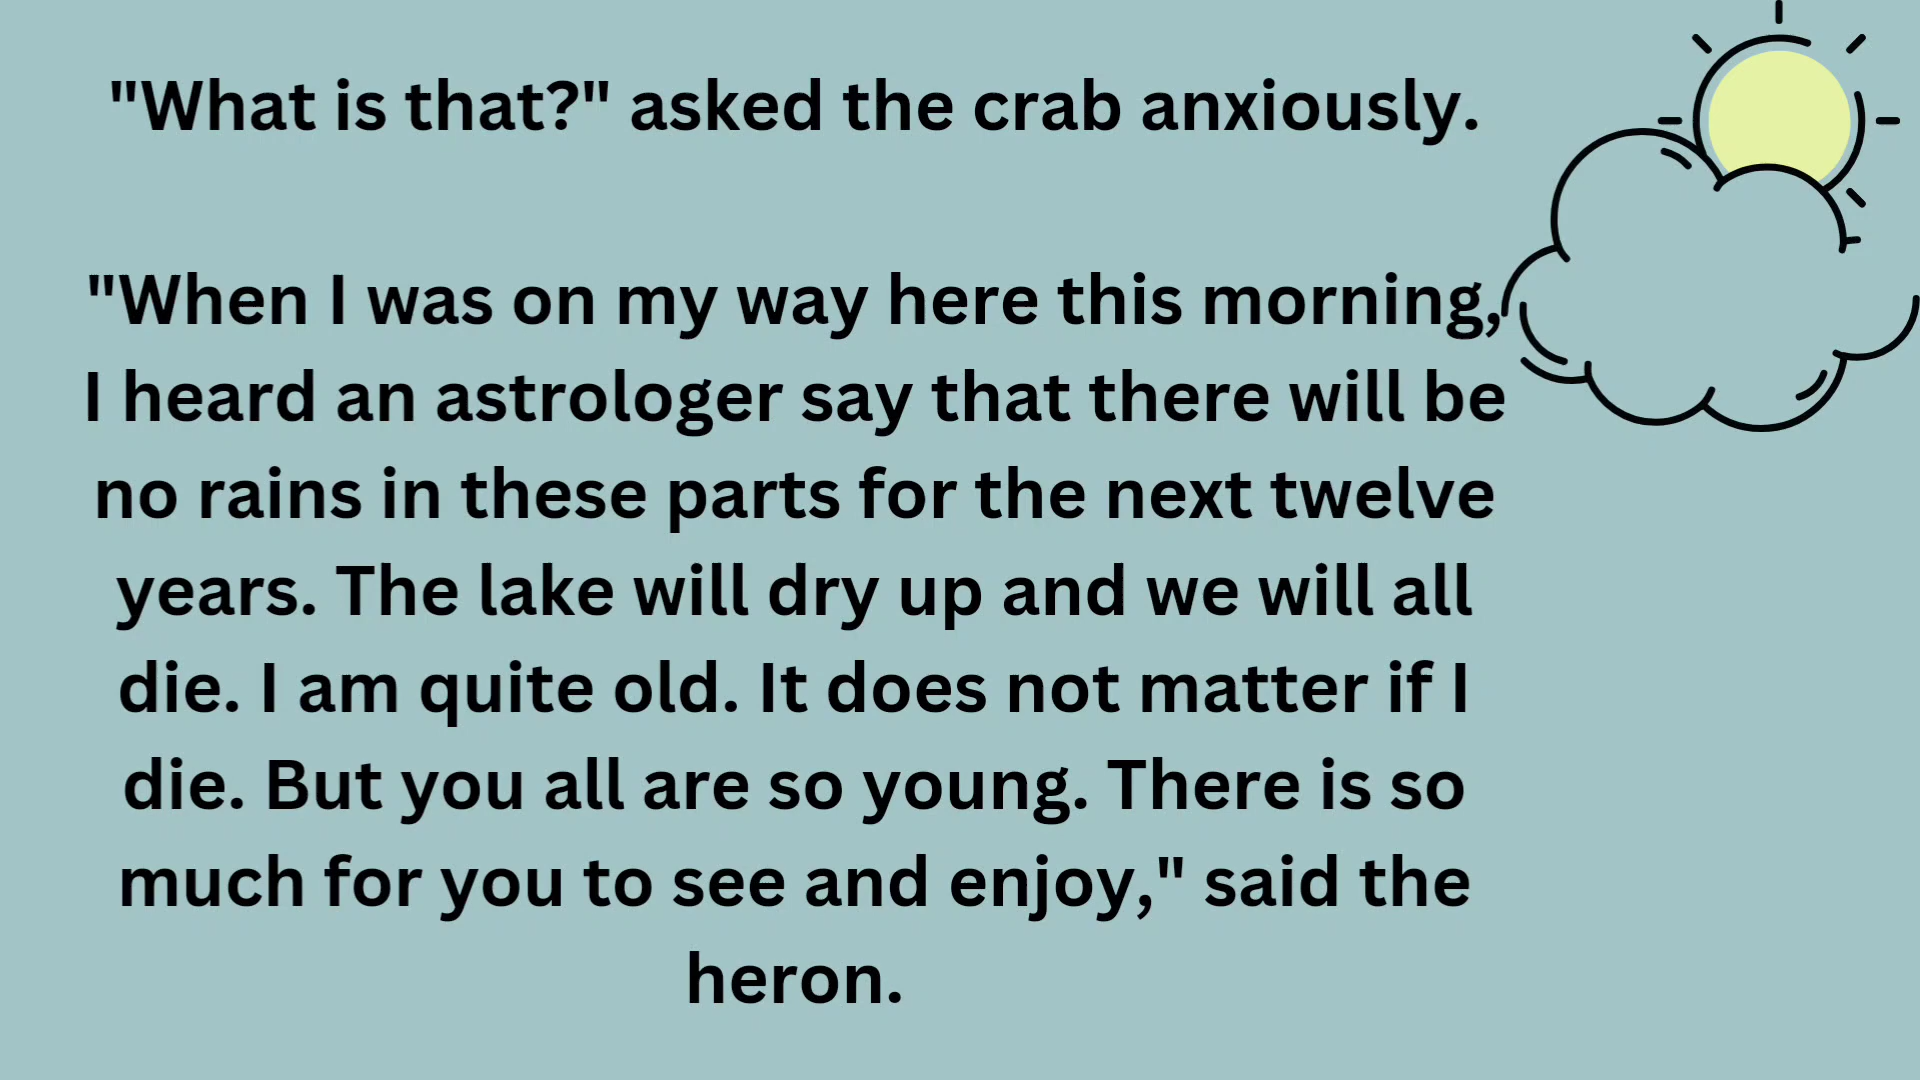 "What is that?" asked the crab anxiously.
"When I was on my way here this morning,
I heard an astrologer say that there will be
no rains in these parts for the next twelve
years. The lake will dry up and we will all
die. I am quite old. It does not matter if I
die. But you all are so young. There is so
much for you to see and enjoy," said the
heron.